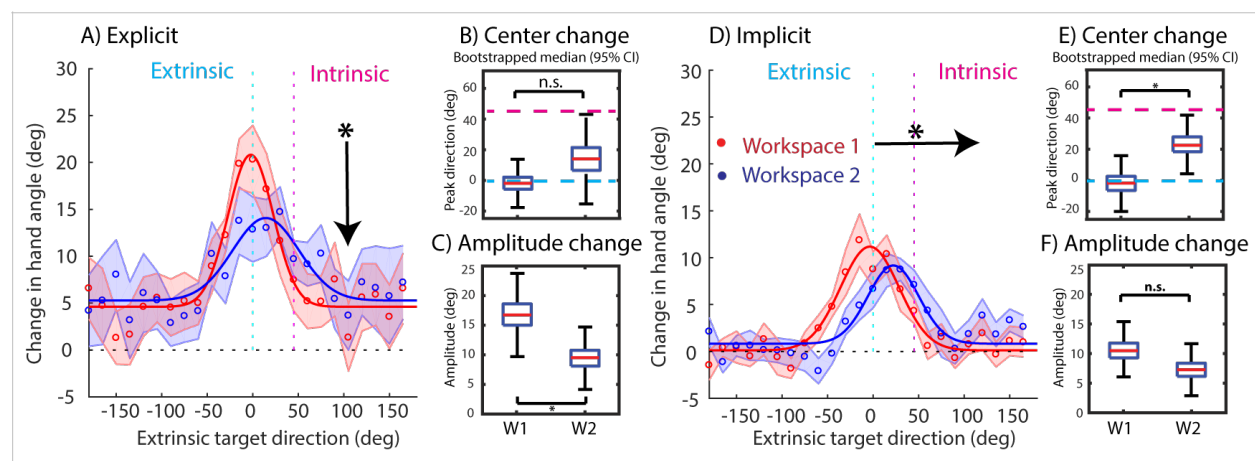 A) Explicit
Extrinsic
Intrinsic
*
30
25
20
15
10
5
0
-5
Change in hand angle (deg)
-150
-100
-50
0
50
100
150
Extrinsic target direction (deg)
B) Center change
Bootstrapped median (95% CI)
n.s.
60
40
20
0
-20
Peak direction (deg)
C) Amplitude change
25
20
15
10
5
0
Amplitude (deg)
*
W1
W2
D) Implicit
Extrinsic
Intrinsic
*
Workspace 1
Workspace 2
30
25
20
15
10
5
0
-5
Change in hand angle (deg)
-150
-100
-50
0
50
100
150
Extrinsic target direction (deg)
E) Center change
Bootstrapped median (95% CI)
*
60
40
20
0
-20
Peak direction (deg)
F) Amplitude change
n.s.
25
20
15
10
5
0
Amplitude (deg)
W1
W2